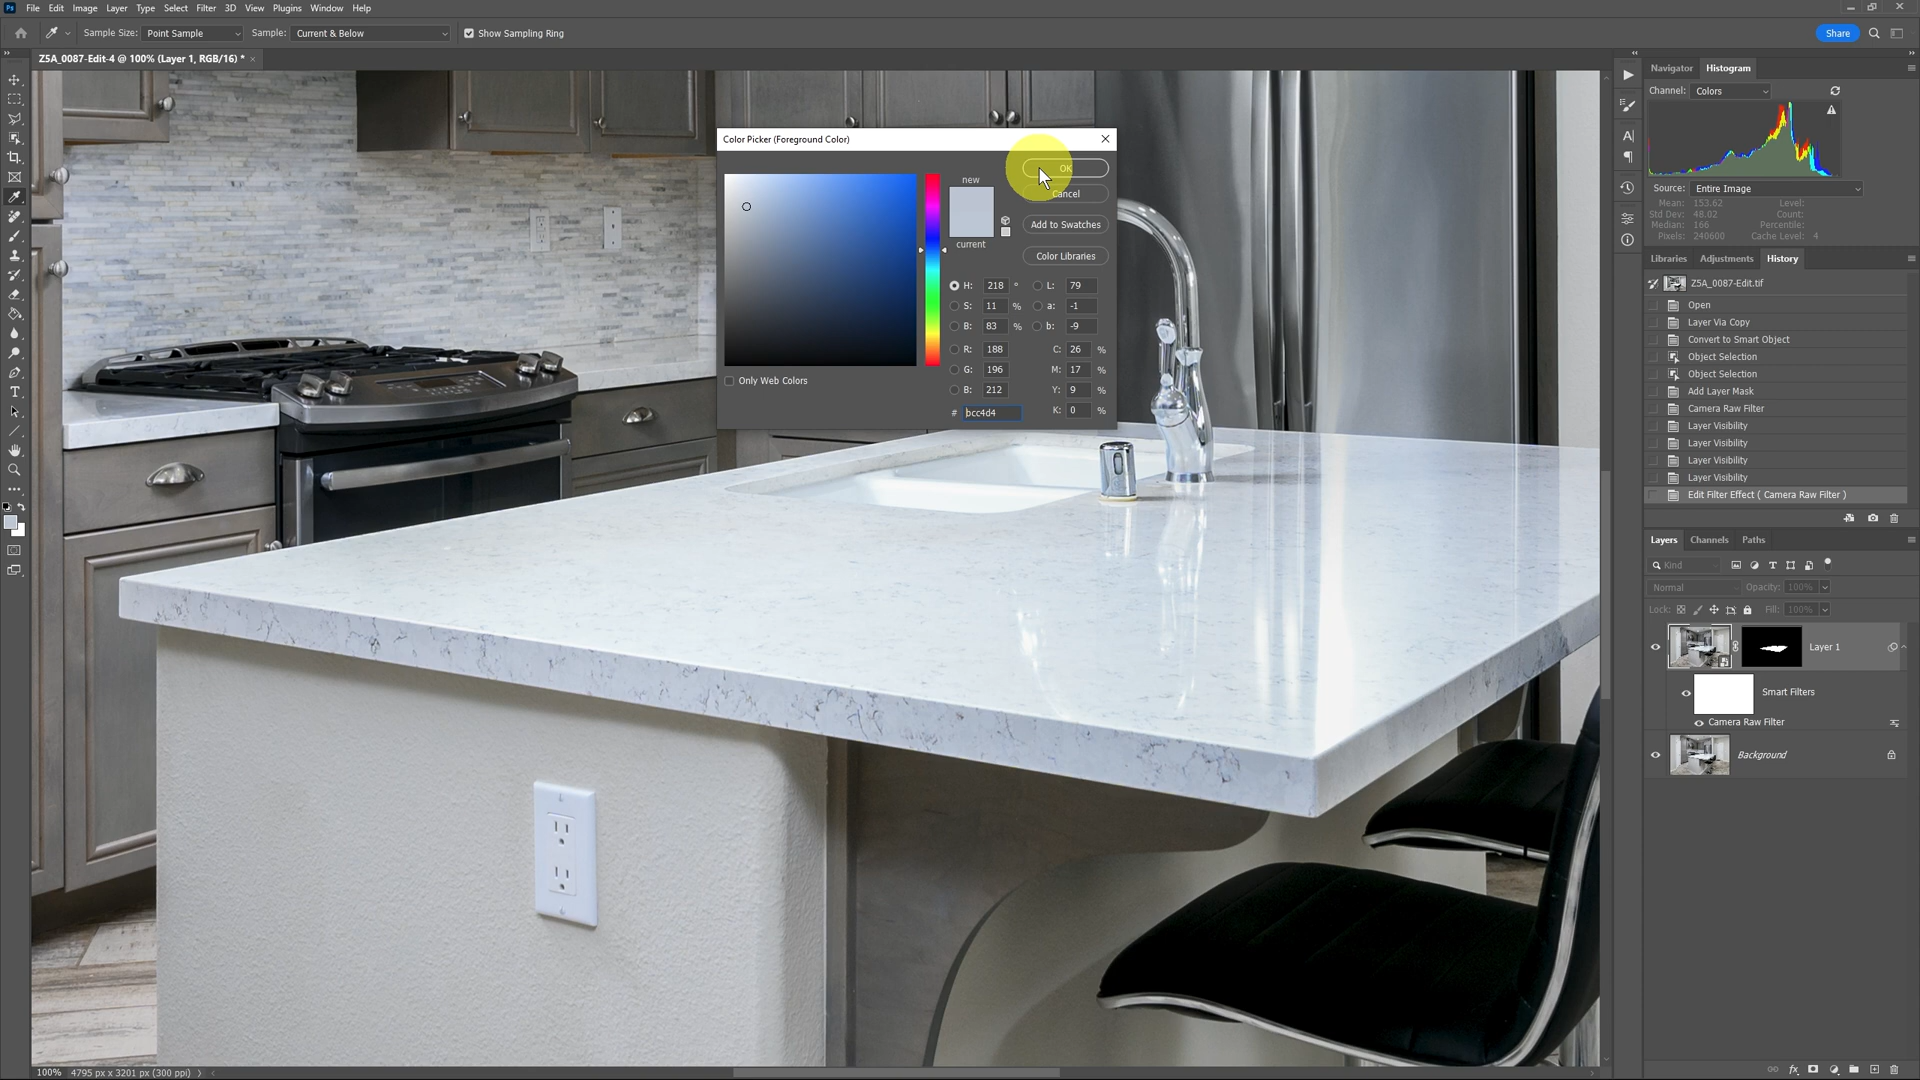 Ps File Edit Image Layer Type Select Filter 3D View Plugins Window Help
Sample Size: Point Sample Sample: Current & Below Show Sampling Ring Share
Z5A_0087-Edit-4 @ 100% (Layer 1, RGB/16) * ×
Navigator Histogram
Channel: Colors
Source: Entire Image
Mean: 153.62 Level:
Std Dev: 48.02 Count:
Median: 166 Percentile:
Pixels: 240600 Cache Level: 4
Libraries Adjustments History
Z5A_0087-Edit.tif
Open
Layer Via Copy
Convert to Smart Object
Object Selection
Object Selection
Add Layer Mask
Camera Raw Filter
Layer Visibility
Layer Visibility
Layer Visibility
Layer Visibility
Edit Filter Effect ( Camera Raw Filter )
Layers Channels Paths
Kind
Normal Opacity: 100%
Lock: Fill: 100%
Layer 1
Smart Filters
Camera Raw Filter
Background
Color Picker (Foreground Color)
new
current
OK
Cancel
Add to Swatches
Color Libraries
H: 218 ° L: 79
S: 11 % a: -1
B: 83 % b: -9
R: 188 C: 26 %
G: 196 M: 17 %
B: 212 Y: 9 %
# bcc4d4 K: 0 %
Only Web Colors
100% 4795 px x 3201 px (300 ppi)